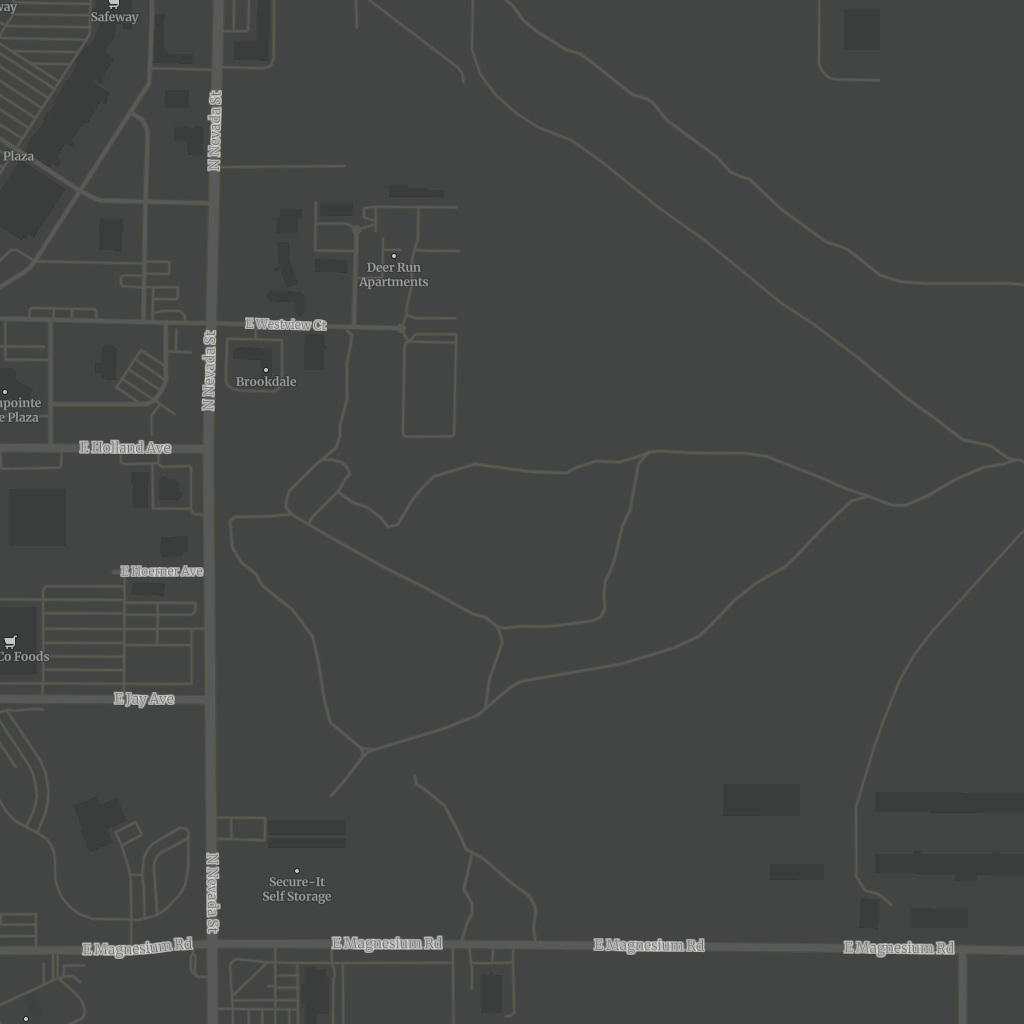 Safeway
N Nevada St
Plaza
Deer Run
Apartments
E Westview Ct
N Nevada St
Brookdale
e Plaza
E Holland Ave
E Hoerner Ave
Co Foods
E Jay Ave
N Nevada St
Secure-It
Self Storage
E Magnesium Rd
E Magnesium Rd
E Magnesium Rd
E Magnesium Rd